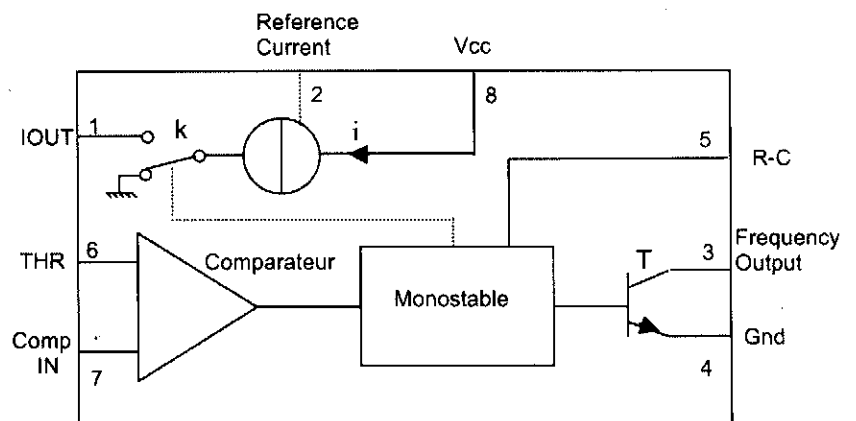 Reference
Current
Vcc
2
8
IOUT
1
k
i
5
R-C
6
THR
Comparateur
Monostable
T
3
Frequency
Output
Comp
IN
7
Gnd
4